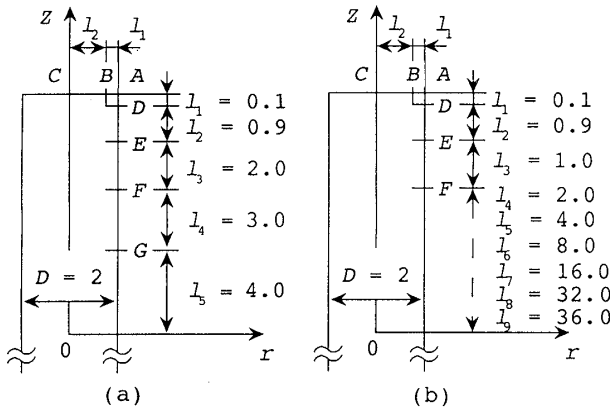 Z
l₂ l₁
C B A
D
l₁ = 0.1
l₂ = 0.9
E
l₃ = 2.0
F
l₄ = 3.0
G
D = 2
l₅ = 4.0
0
r
(a)
Z
l₂ l₁
C B A
D
l₁ = 0.1
l₂ = 0.9
E
l₃ = 1.0
F
l₄ = 2.0
l₅ = 4.0
l₆ = 8.0
D = 2
l₇ = 16.0
l₈ = 32.0
l₉ = 36.0
0
r
(b)